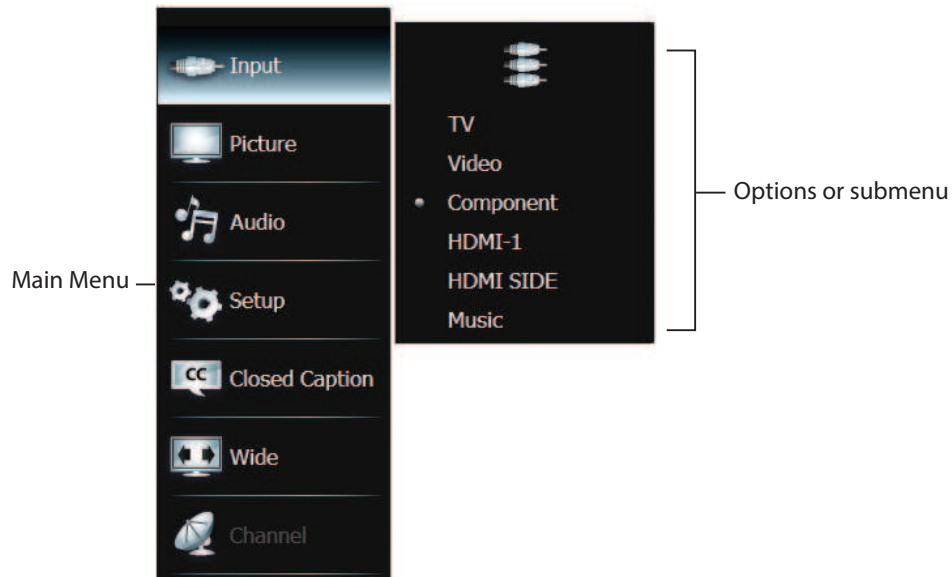 Input
Picture
Audio
Setup
CC Closed Caption
Wide
Channel
TV
Video
Component
HDMI-1
HDMI SIDE
Music
Main Menu
Options or submenu